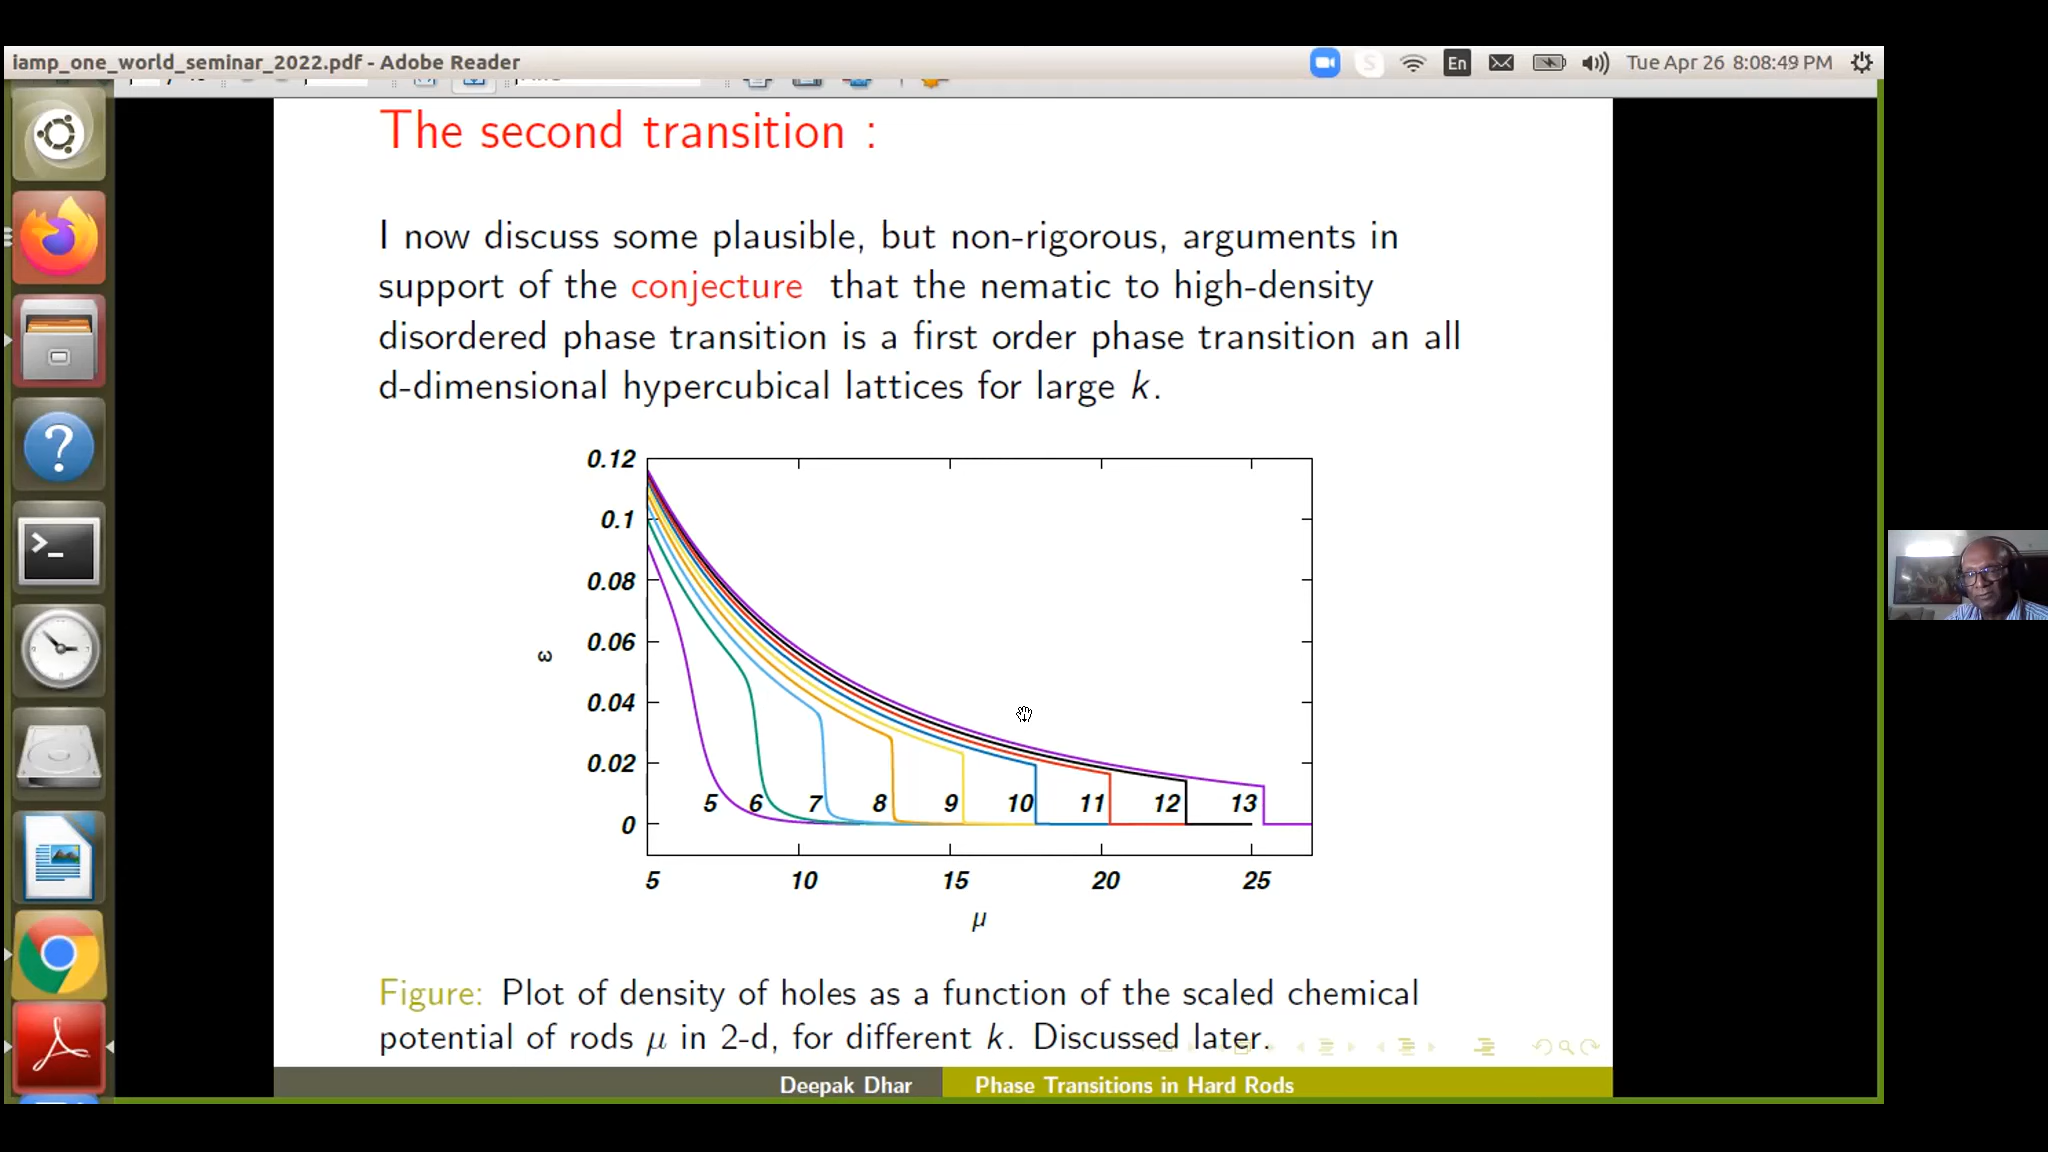 iamp_one_world_seminar_2022.pdf - Adobe Reader
En
Tue Apr 26 8:08:49 PM
The second transition :
I now discuss some plausible, but non-rigorous, arguments in
support of the conjecture that the nematic to high-density
disordered phase transition is a first order phase transition an all
d-dimensional hypercubical lattices for large k.
0.12
0.1
0.08
0.06
ε
0.04
0.02
5 6 7 8 9 10 11 12 13
0
5 10 15 20 25
μ
Figure: Plot of density of holes as a function of the scaled chemical
potential of rods μ in 2-d, for different k. Discussed later.
Deepak Dhar Phase Transitions in Hard Rods